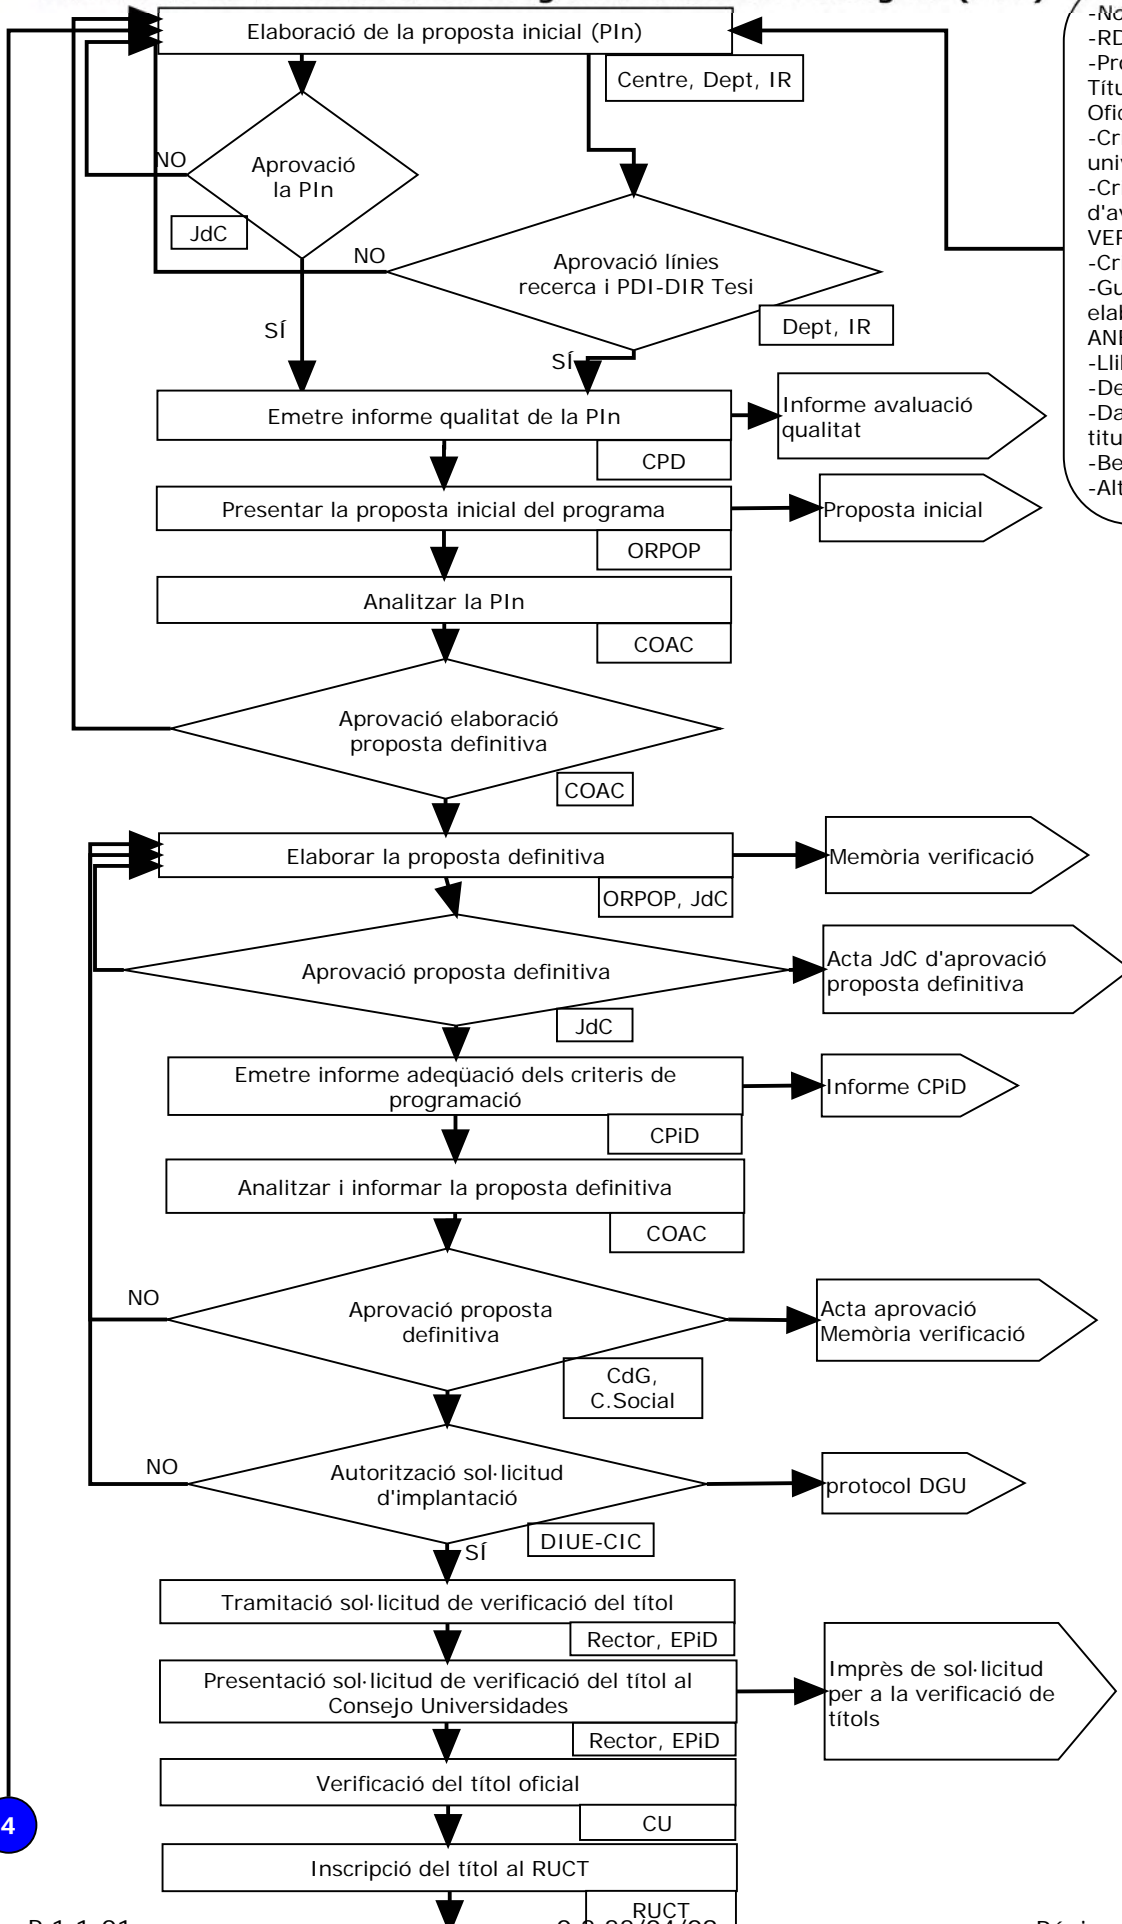 Elaboració de la proposta inicial (PIn)
Centre, Dept, IR
NO
Aprovació
la PIn
JdC
NO
Aprovació línies
recerca i PDI-DIR Tesi
Dept, IR
SÍ
SÍ
Emetre informe qualitat de la PIn
CPD
Informe avaluació
qualitat
Presentar la proposta inicial del programa
ORPOP
Proposta inicial
Analitzar la PIn
COAC
Aprovació elaboració
proposta definitiva
COAC
Elaborar la proposta definitiva
ORPOP, JdC
Memòria verificació
Aprovació proposta definitiva
JdC
Acta JdC d'aprovació
proposta definitiva
Emetre informe adeqüació dels criteris de
programació
CPiD
Informe CPiD
Analitzar i informar la proposta definitiva
COAC
NO
Aprovació proposta
definitiva
CdG,
C.Social
Acta aprovació
Memòria verificació
NO
Autorització sol·licitud
d'implantació
DIUE-CIC
protocol DGU
SÍ
Tramitació sol·licitud de verificació del títol
Rector, EPiD
Presentació sol·licitud de verificació del títol al
Consejo Universidades
Rector, EPiD
Imprès de sol·licitud
per a la verificació de
títols
Verificació del títol oficial
CU
4
Inscripció del títol al RUCT
RUCT